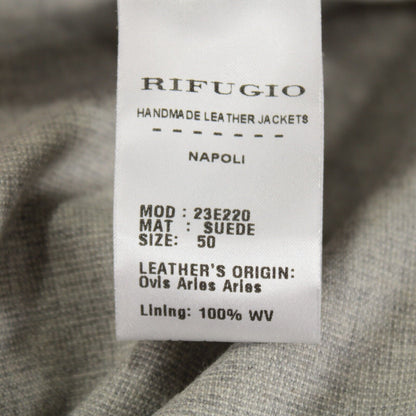 RIFUGIO
HANDMADE LEATHER JACKETS
- - - - - - -
NAPOLI
MOD : 23E220
MAT : SUEDE
SIZE: 50
LEATHER'S ORIGIN:
Ovis Aries Aries
Lining: 100% WV